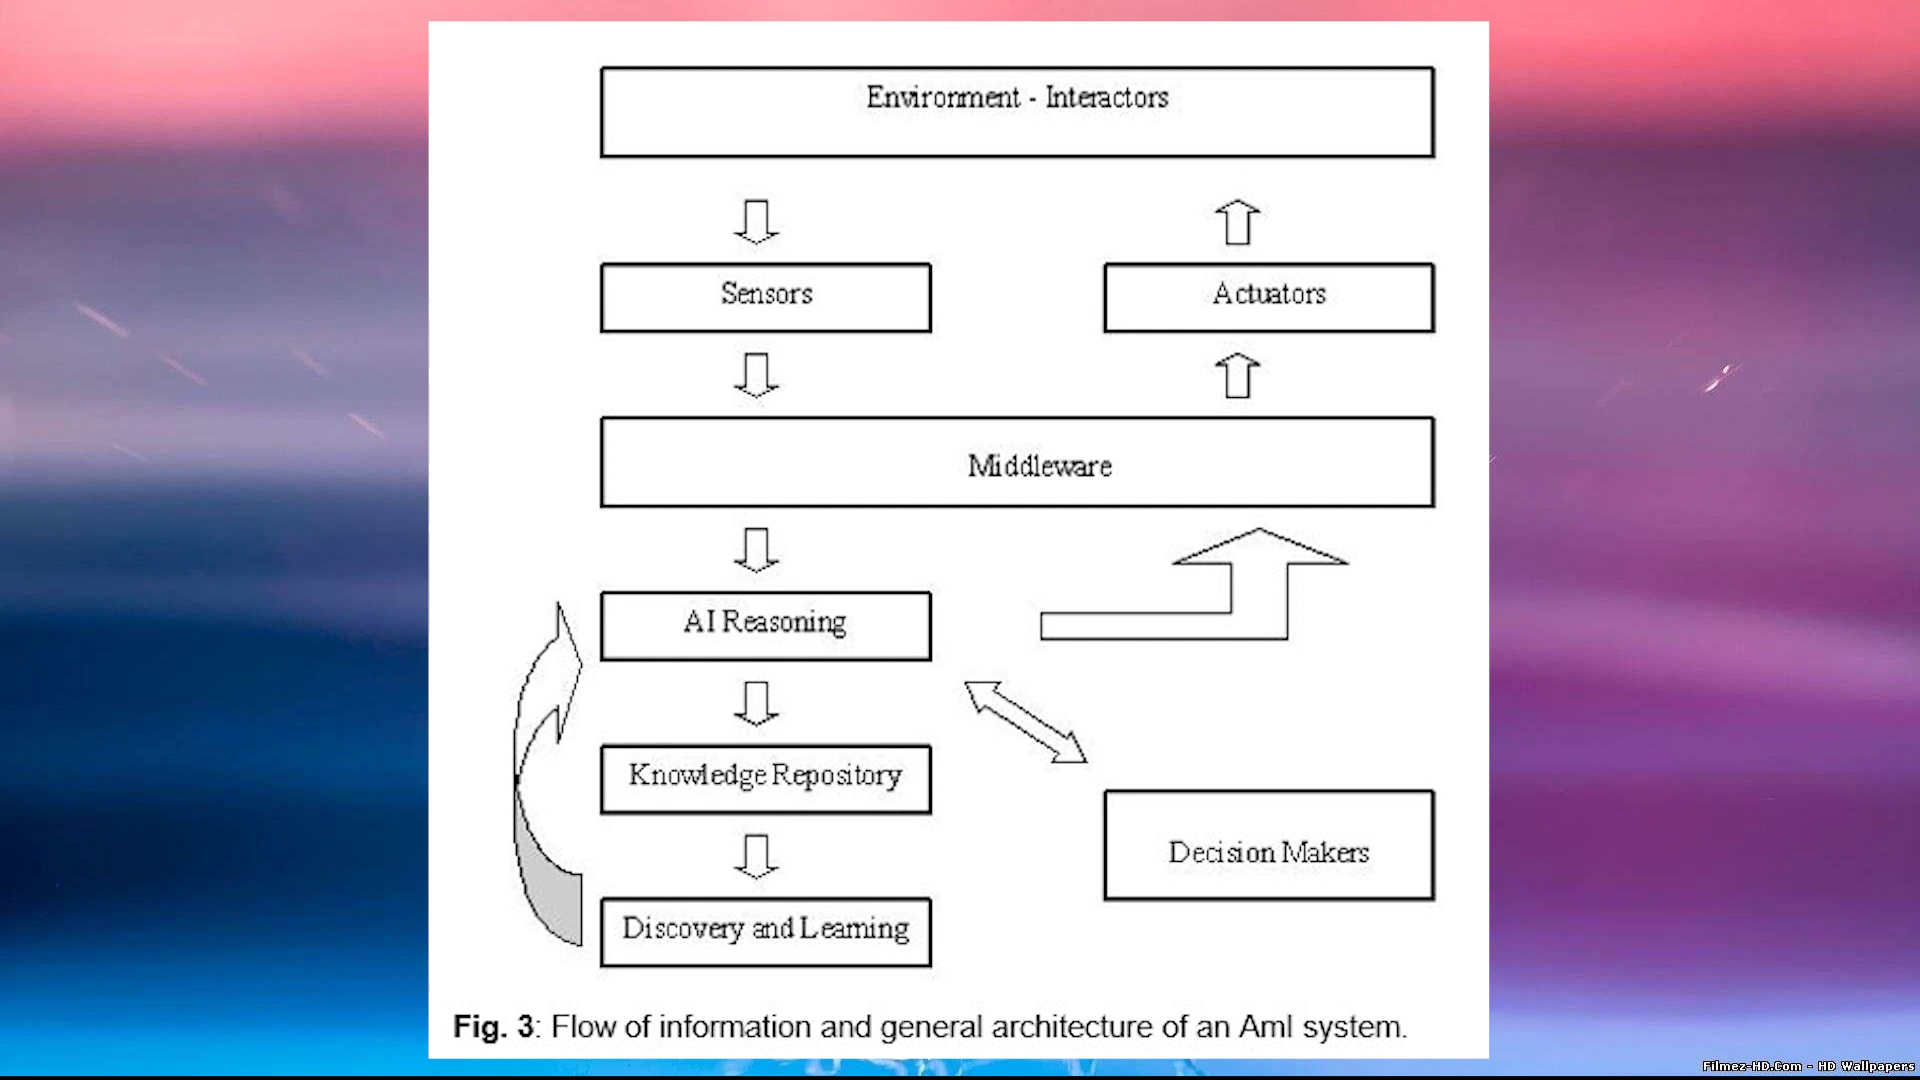 Environment - Interactors
Sensors
Actuators
Middleware
AI Reasoning
Knowledge Repository
Decision Makers
Discovery and Learning
Fig. 3: Flow of information and general architecture of an AmI system.
Filmez-HD.Com - HD Wallpapers